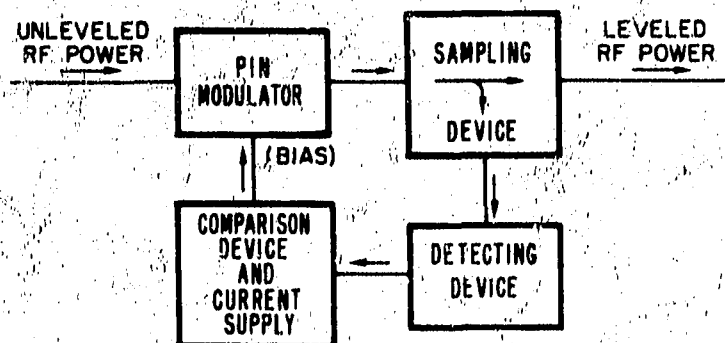 UNLEVELED
RF POWER
PIN
MODULATOR
SAMPLING
DEVICE
LEVELED
RF POWER
(BIAS)
COMPARISON
DEVICE
AND
CURRENT
SUPPLY
DETECTING
DEVICE